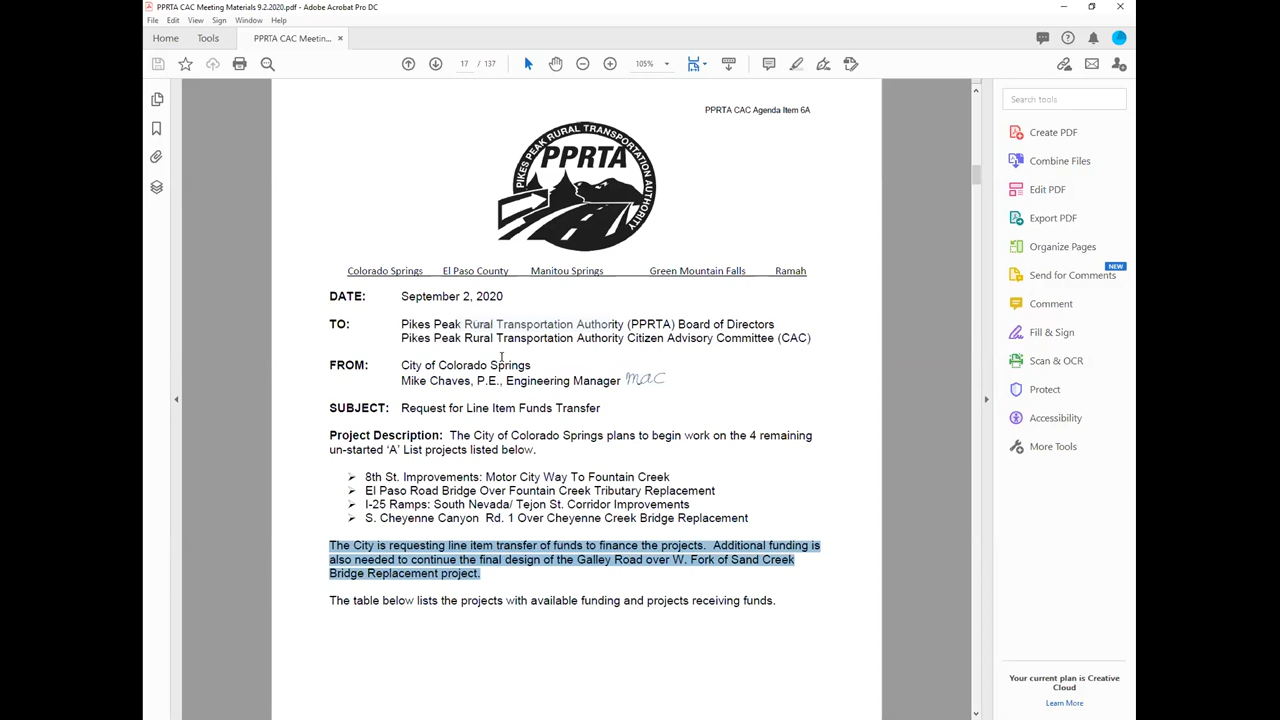 PPRTA CAC Meeting Materials 9.2.2020.pdf - Adobe Acrobat Pro DC
File Edit View Sign Window Help
Home Tools PPRTA CAC Meetin... ×
17 / 137 105%
PPRTA CAC Agenda Item 6A
PIKES PEAK RURAL TRANSPORTATION AUTHORITY
PPRTA
Colorado Springs El Paso County Manitou Springs Green Mountain Falls Ramah
DATE: September 2, 2020
TO: Pikes Peak Rural Transportation Authority (PPRTA) Board of Directors
Pikes Peak Rural Transportation Authority Citizen Advisory Committee (CAC)
FROM: City of Colorado Springs
Mike Chaves, P.E., Engineering Manager MAC
SUBJECT: Request for Line Item Funds Transfer
Project Description: The City of Colorado Springs plans to begin work on the 4 remaining
un-started ‘A’ List projects listed below.
➢ 8th St. Improvements: Motor City Way To Fountain Creek
➢ El Paso Road Bridge Over Fountain Creek Tributary Replacement
➢ I-25 Ramps: South Nevada/ Tejon St. Corridor Improvements
➢ S. Cheyenne Canyon Rd. 1 Over Cheyenne Creek Bridge Replacement
The City is requesting line item transfer of funds to finance the projects. Additional funding is
also needed to continue the final design of the Galley Road over W. Fork of Sand Creek
Bridge Replacement project.
The table below lists the projects with available funding and projects receiving funds.
Search tools
Create PDF
Combine Files
Edit PDF
Export PDF
Organize Pages
NEW
Send for Comments
Comment
Fill & Sign
Scan & OCR
Protect
Accessibility
More Tools
Your current plan is Creative
Cloud
Learn More